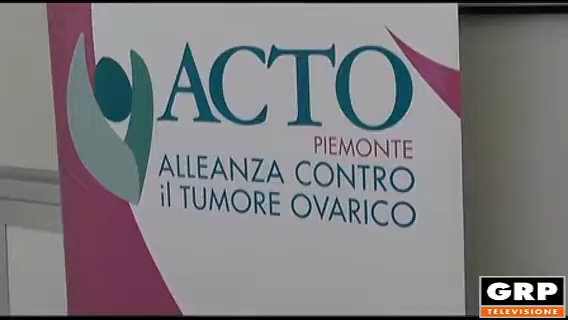 ACTO
PIEMONTE
ALLEANZA CONTRO
il TUMORE OVARICO
GRP
TELEVISIONE